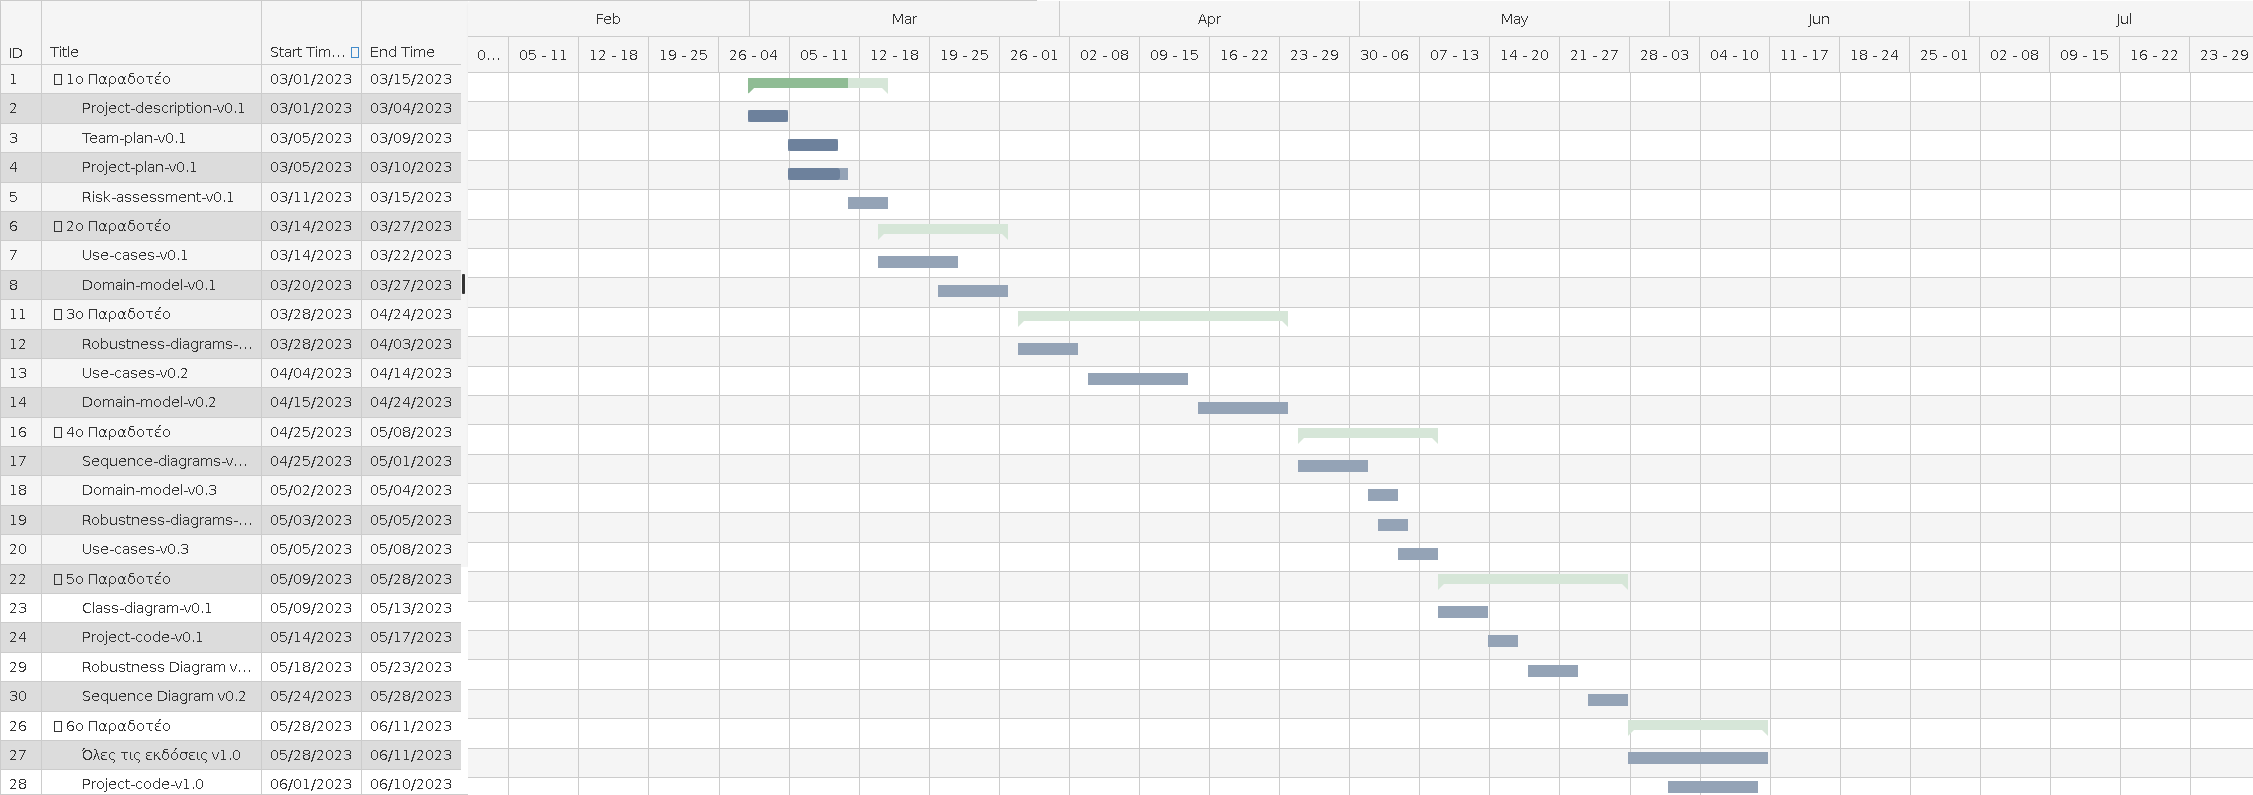 Feb Mar Apr May Jun Jul
ID Title Start Tim... End Time 0... 05 - 11 12 - 18 19 - 25 26 - 04 05 - 11 12 - 18 19 - 25 26 - 01 02 - 08 09 - 15 16 - 22 23 - 29 30 - 06 07 - 13 14 - 20 21 - 27 28 - 03 04 - 10 11 - 17 18 - 24 25 - 01 02 - 08 09 - 15 16 - 22 23 - 29
1 1ο Παραδοτέο 03/01/2023 03/15/2023
2 Project-description-v0.1 03/01/2023 03/04/2023
3 Team-plan-v0.1 03/05/2023 03/09/2023
4 Project-plan-v0.1 03/05/2023 03/10/2023
5 Risk-assessment-v0.1 03/11/2023 03/15/2023
6 2ο Παραδοτέο 03/14/2023 03/27/2023
7 Use-cases-v0.1 03/14/2023 03/22/2023
8 Domain-model-v0.1 03/20/2023 03/27/2023
11 3ο Παραδοτέο 03/28/2023 04/24/2023
12 Robustness-diagrams-... 03/28/2023 04/03/2023
13 Use-cases-v0.2 04/04/2023 04/14/2023
14 Domain-model-v0.2 04/15/2023 04/24/2023
16 4ο Παραδοτέο 04/25/2023 05/08/2023
17 Sequence-diagrams-v... 04/25/2023 05/01/2023
18 Domain-model-v0.3 05/02/2023 05/04/2023
19 Robustness-diagrams-... 05/03/2023 05/05/2023
20 Use-cases-v0.3 05/05/2023 05/08/2023
22 5ο Παραδοτέο 05/09/2023 05/28/2023
23 Class-diagram-v0.1 05/09/2023 05/13/2023
24 Project-code-v0.1 05/14/2023 05/17/2023
29 Robustness Diagram v... 05/18/2023 05/23/2023
30 Sequence Diagram v0.2 05/24/2023 05/28/2023
26 6ο Παραδοτέο 05/28/2023 06/11/2023
27 Όλες τις εκδόσεις v1.0 05/28/2023 06/11/2023
28 Project-code-v1.0 06/01/2023 06/10/2023